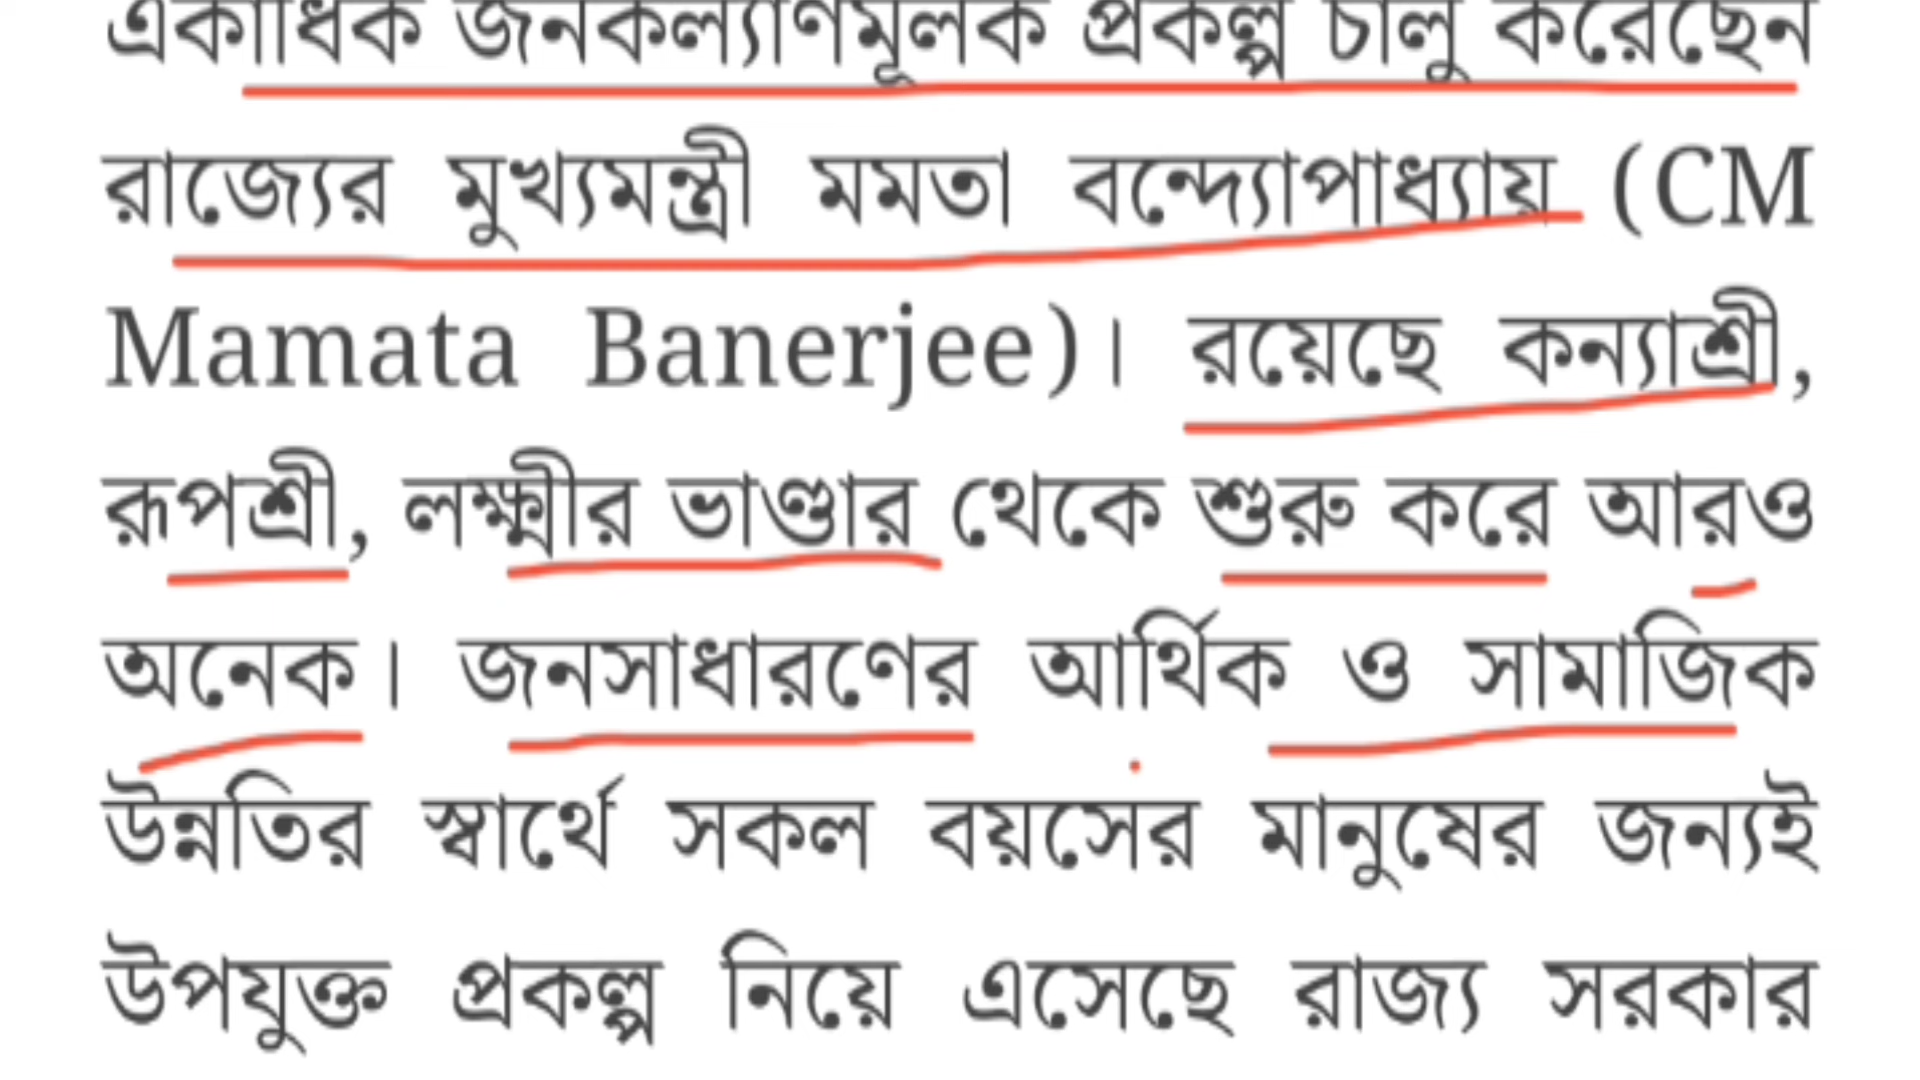 একাধিক জনকল্যাণমূলক প্রকল্প চালু করেছেন
রাজ্যের মুখ্যমন্ত্রী মমতা বন্দ্যোপাধ্যায় (CM
Mamata Banerjee)। রয়েছে কন্যাশ্রী,
রূপশ্রী, লক্ষ্মীর ভাণ্ডার থেকে শুরু করে আরও
অনেক। জনসাধারণের আর্থিক ও সামাজিক
উন্নতির স্বার্থে সকল বয়সের মানুষের জন্যই
উপযুক্ত প্রকল্প নিয়ে এসেছে রাজ্য সরকার